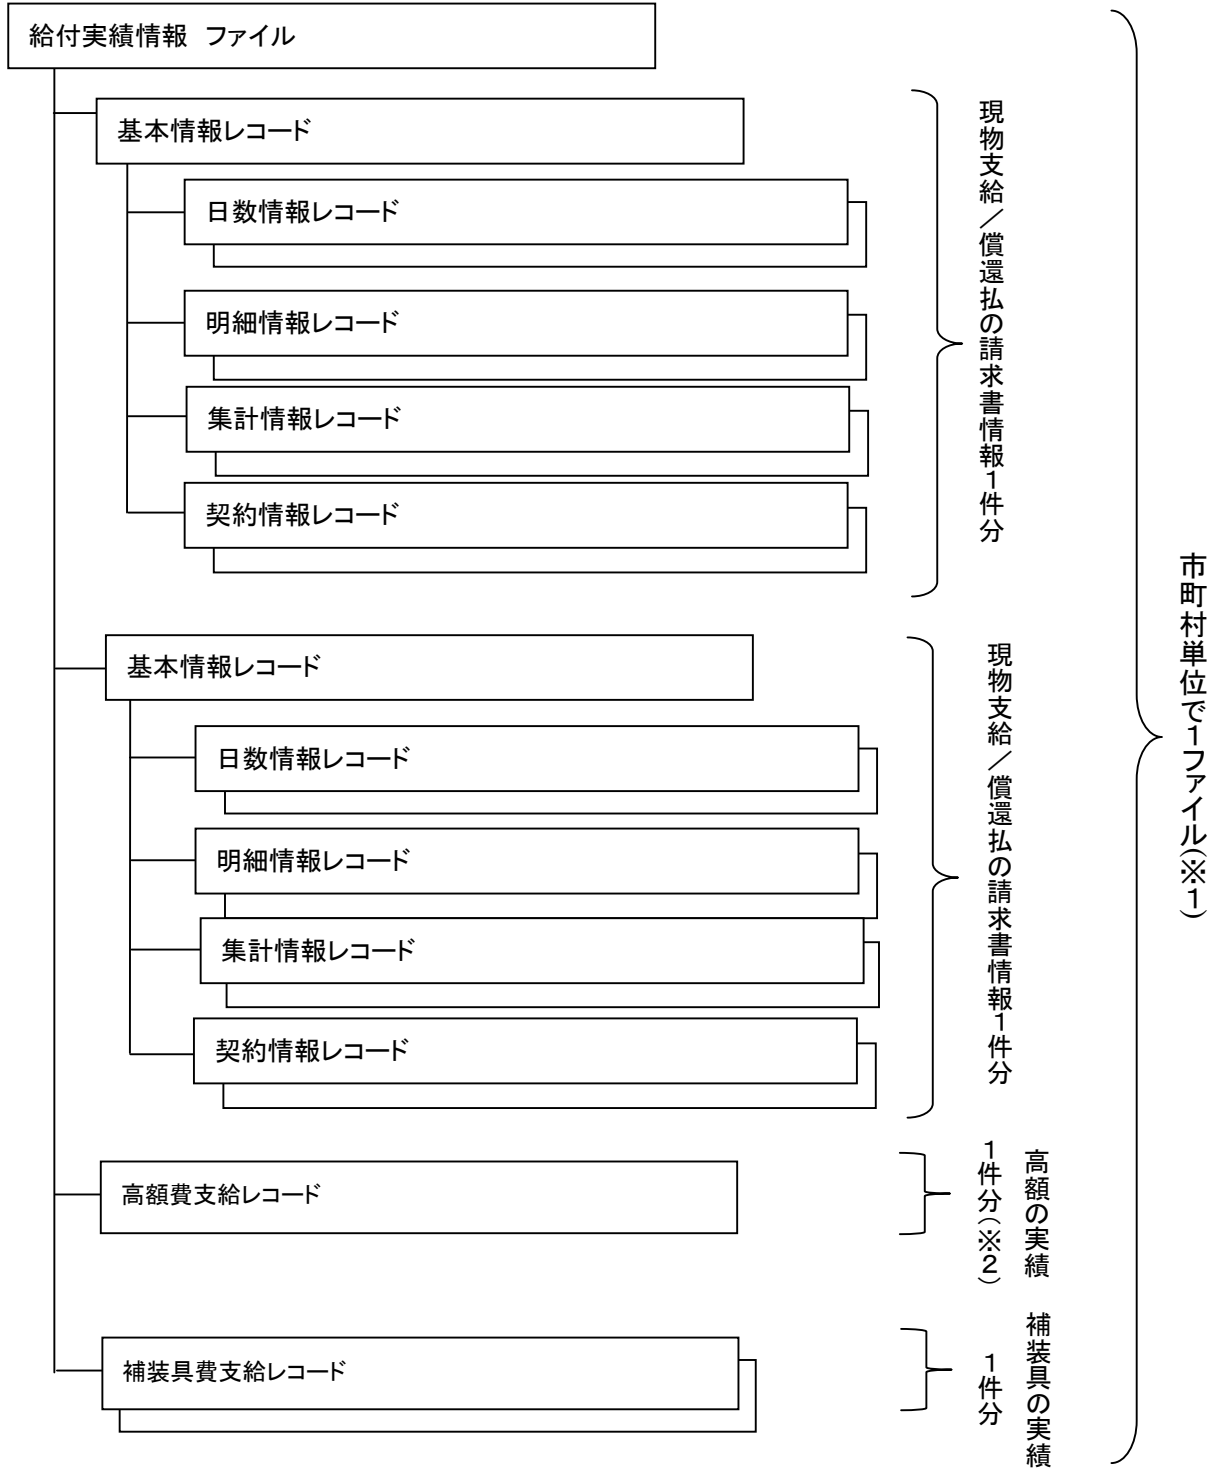 給付実績情報　ファイル
基本情報レコード
日数情報レコード
明細情報レコード
集計情報レコード
契約情報レコード
現物支給／償還払の請求書情報１件分
基本情報レコード
日数情報レコード
明細情報レコード
集計情報レコード
契約情報レコード
現物支給／償還払の請求書情報１件分
高額費支給レコード
高額の実績
１件分（※２）
補装具費支給レコード
補装具の実績
１件分
市町村単位で１ファイル（※１）